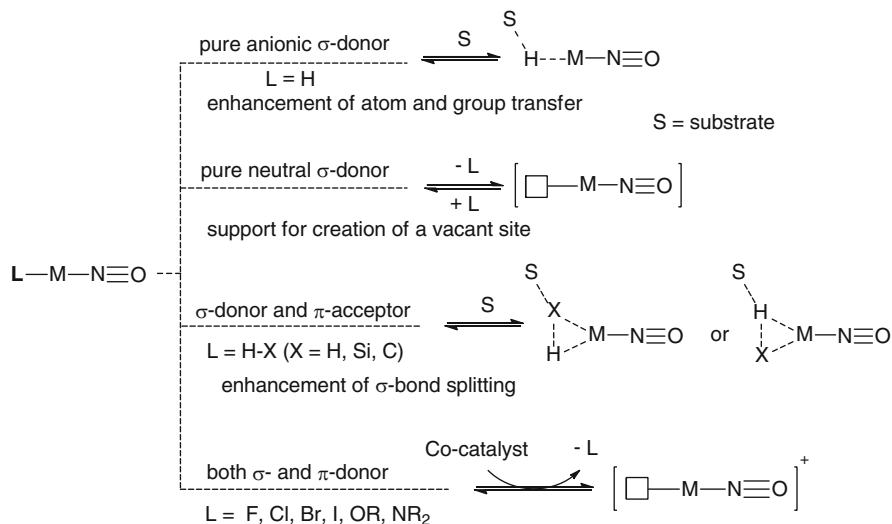 S
pure anionic σ-donor
S
H---M—N≡O
L = H
enhancement of atom and group transfer
S = substrate
pure neutral σ-donor
- L
+ L
[□—M—N≡O]
support for creation of a vacant site
L—M—N≡O
S
σ-donor and π-acceptor
S
X
M—N≡O
H
or
S
H
M—N≡O
X
L = H-X (X = H, Si, C)
enhancement of σ-bond splitting
Co-catalyst
- L
both σ- and π-donor
[□—M—N≡O]+
L = F, Cl, Br, I, OR, NR2